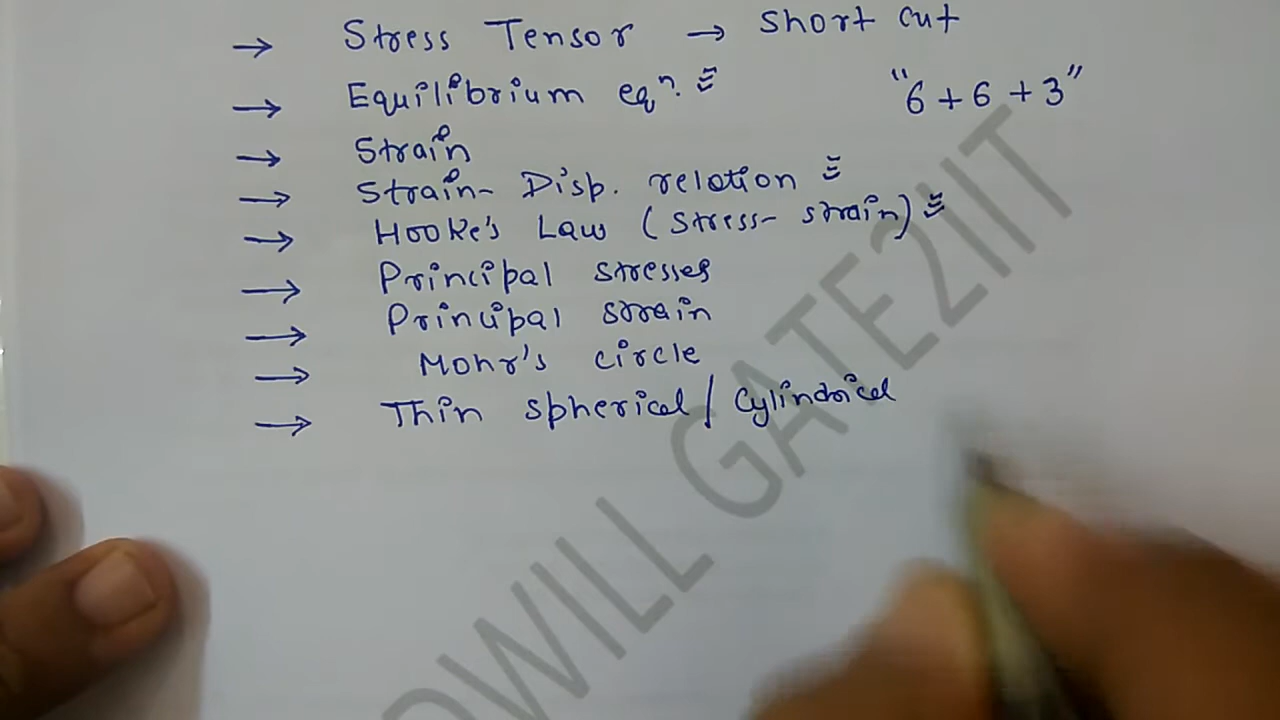 → Stress Tensor → Short cut
→ Equilibrium eqⁿ.
"6 + 6 + 3"
→ Strain
→ Strain- Disp. relation
→ Hooke's Law (Stress- strain)
→ Principal stresses
→ Principal strain
→ Mohr's circle
→ Thin spherical / Cylindrical
WILL GATE2IIT